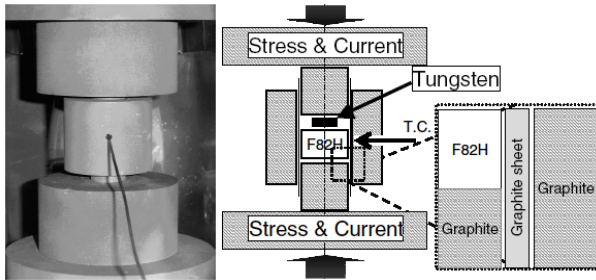 Stress & Current
Tungsten
T.C.
F82H
F82H
Graphite sheet
Graphite
Graphite
Stress & Current